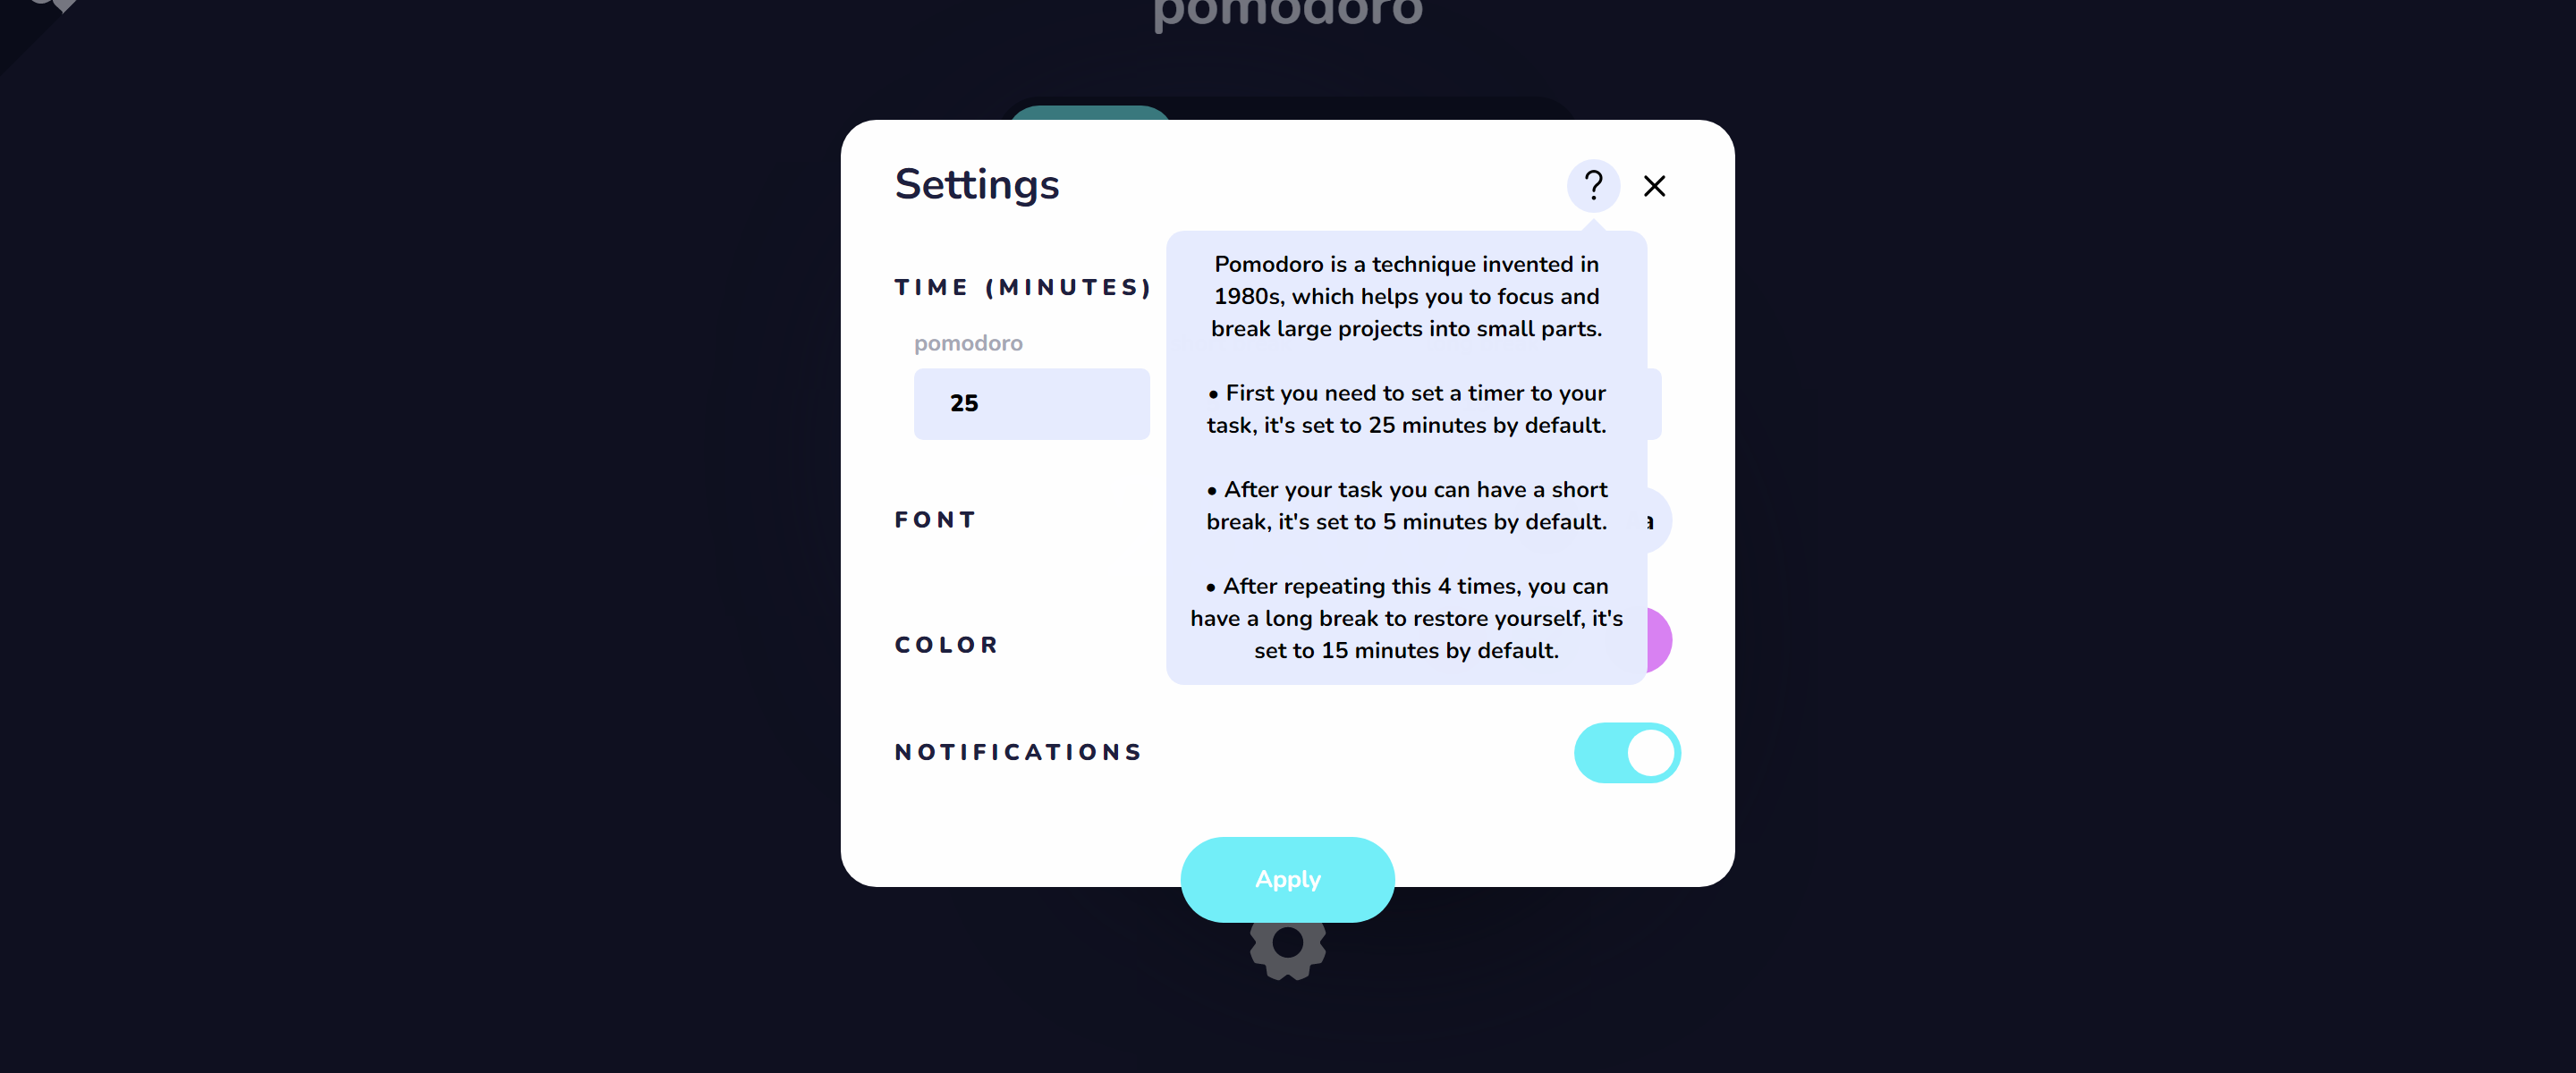 pomodoro
Settings
?
TIME (MINUTES)
pomodoro
25
Pomodoro is a technique invented in
1980s, which helps you to focus and
break large projects into small parts.
• First you need to set a timer to your
task, it's set to 25 minutes by default.
• After your task you can have a short
break, it's set to 5 minutes by default.
• After repeating this 4 times, you can
have a long break to restore yourself, it's
set to 15 minutes by default.
FONT
COLOR
NOTIFICATIONS
Apply